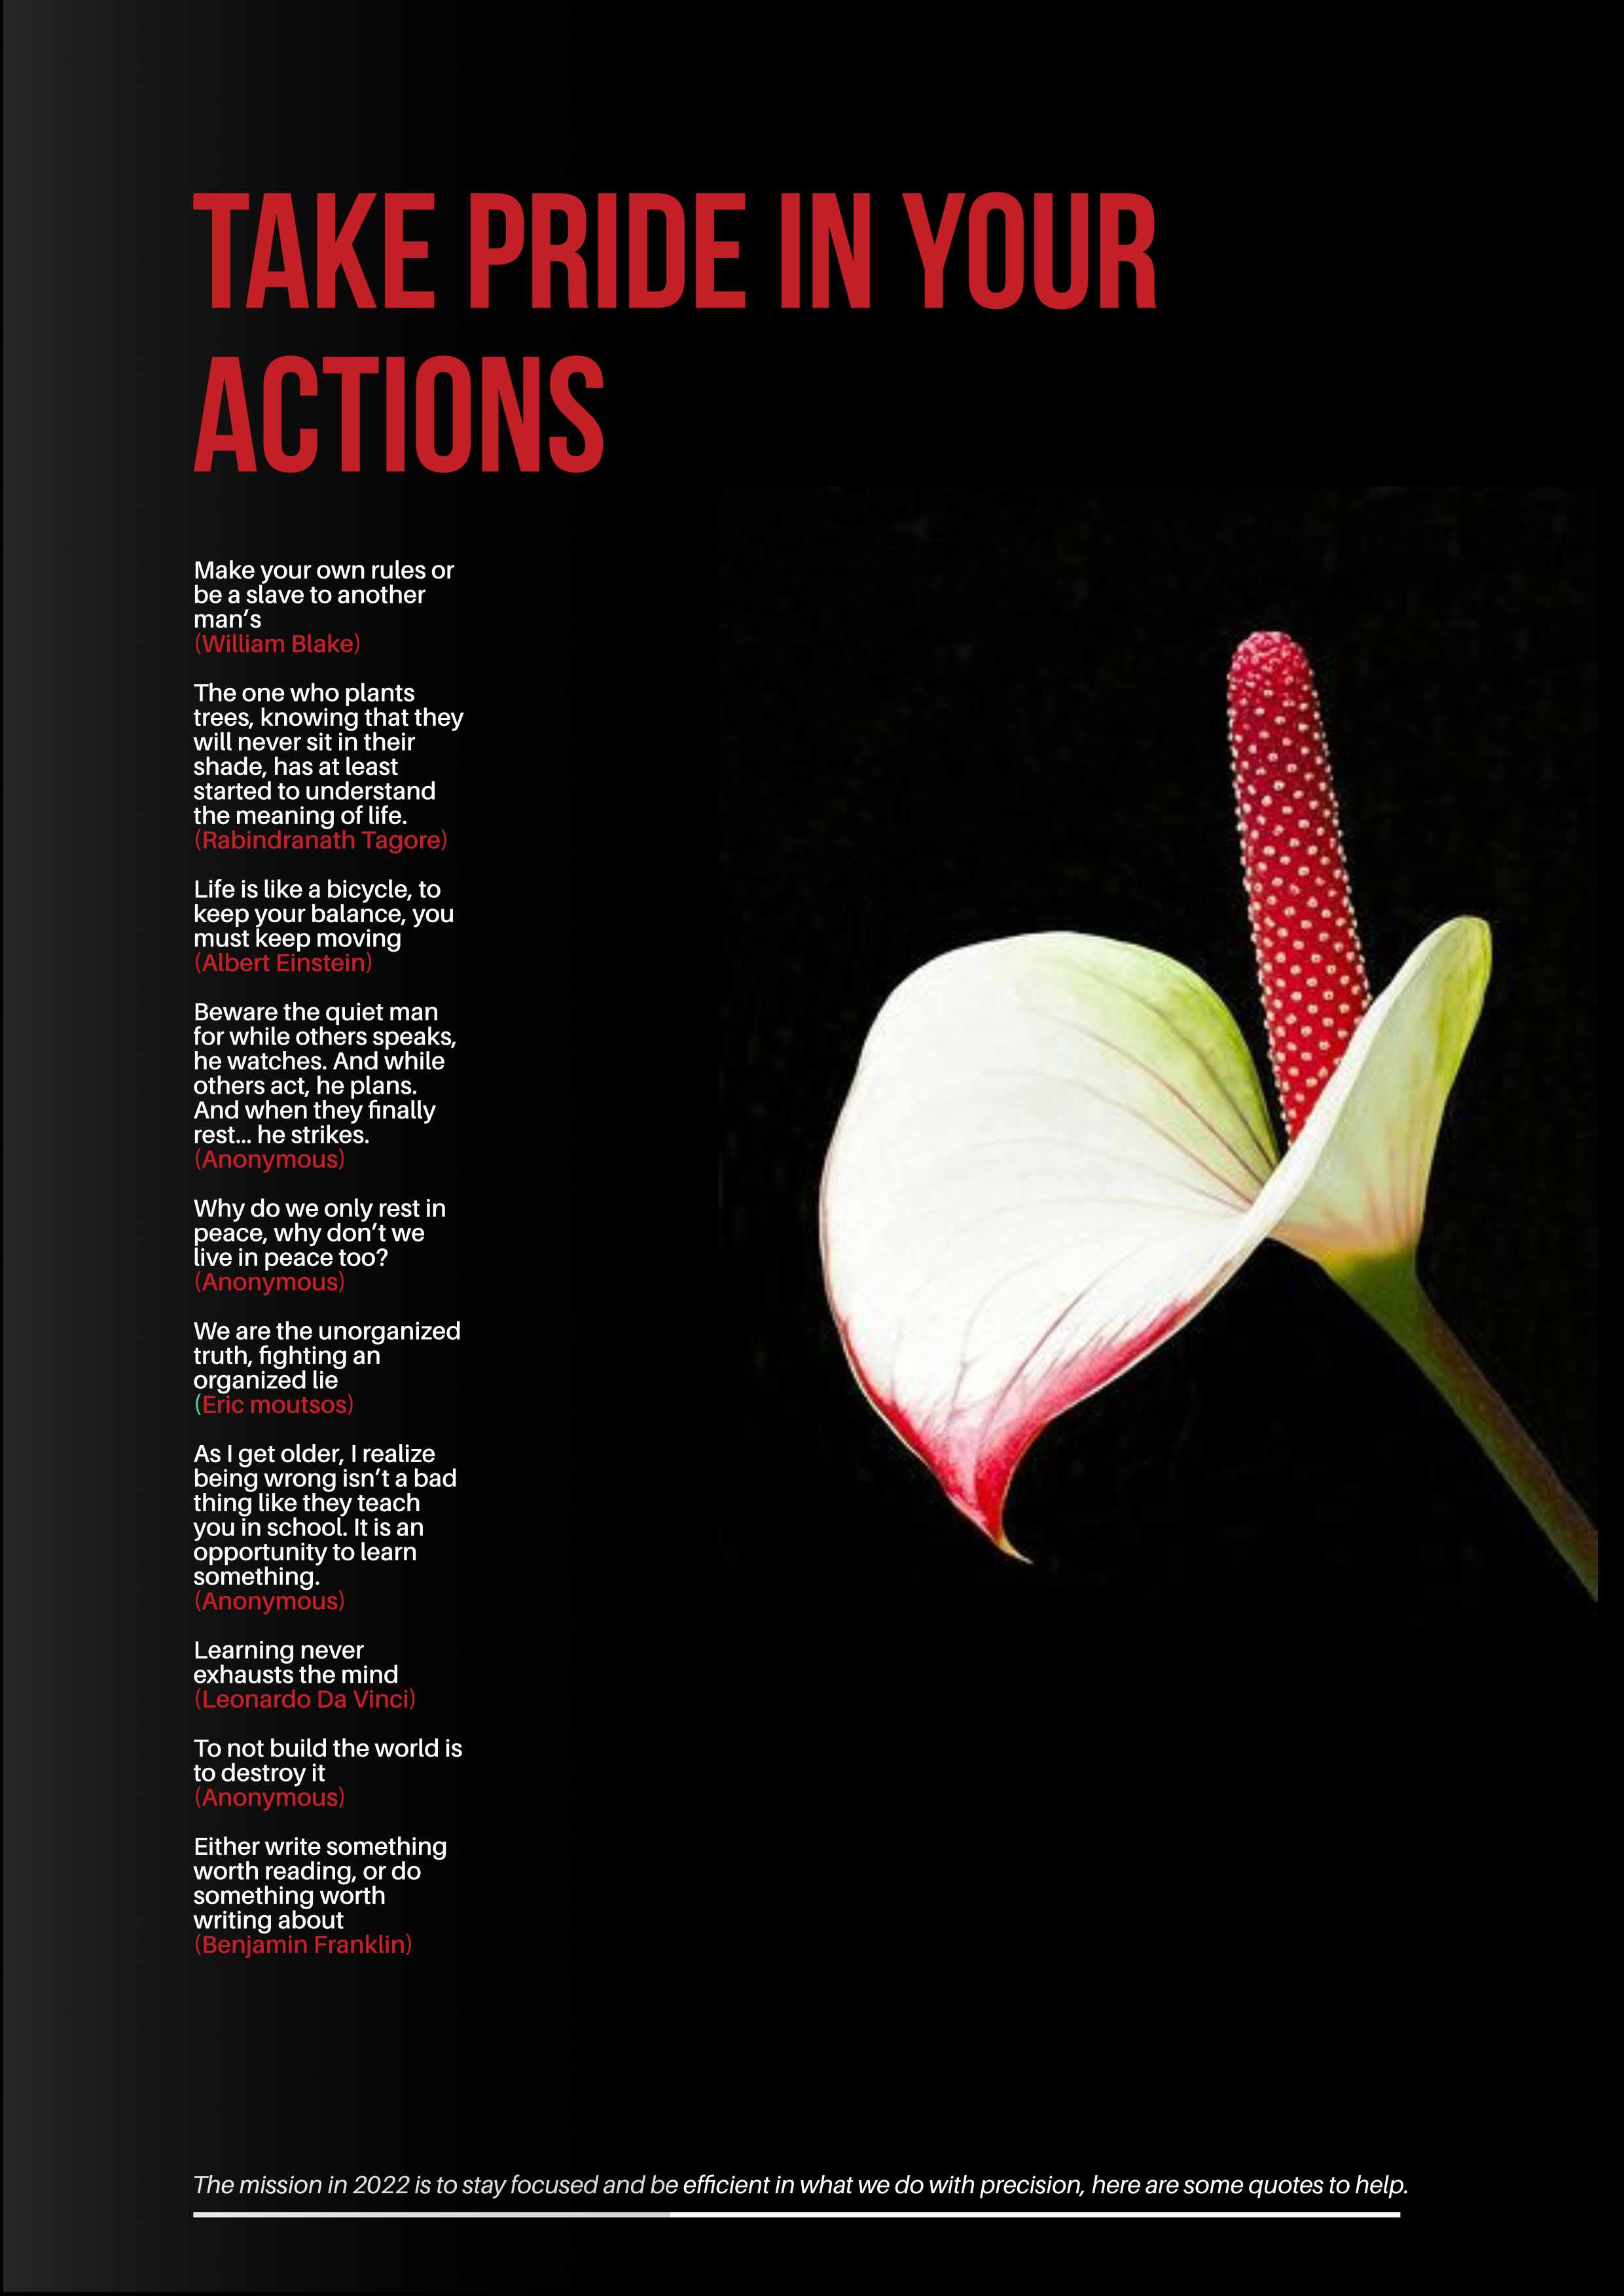 TAKE PRIDE IN YOUR
ACTIONS
Make your own rules or
be a slave to another
man’s
(William Blake)
The one who plants
trees, knowing that they
will never sit in their
shade, has at least
started to understand
the meaning of life.
(Rabindranath Tagore)
Life is like a bicycle, to
keep your balance, you
must keep moving
(Albert Einstein)
Beware the quiet man
for while others speaks,
he watches. And while
others act, he plans.
And when they finally
rest... he strikes.
(Anonymous)
Why do we only rest in
peace, why don’t we
live in peace too?
(Anonymous)
We are the unorganized
truth, fighting an
organized lie
(Eric moutsos)
As I get older, I realize
being wrong isn’t a bad
thing like they teach
you in school. It is an
opportunity to learn
something.
(Anonymous)
Learning never
exhausts the mind
(Leonardo Da Vinci)
To not build the world is
to destroy it
(Anonymous)
Either write something
worth reading, or do
something worth
writing about
(Benjamin Franklin)
The mission in 2022 is to stay focused and be efficient in what we do with precision, here are some quotes to help.